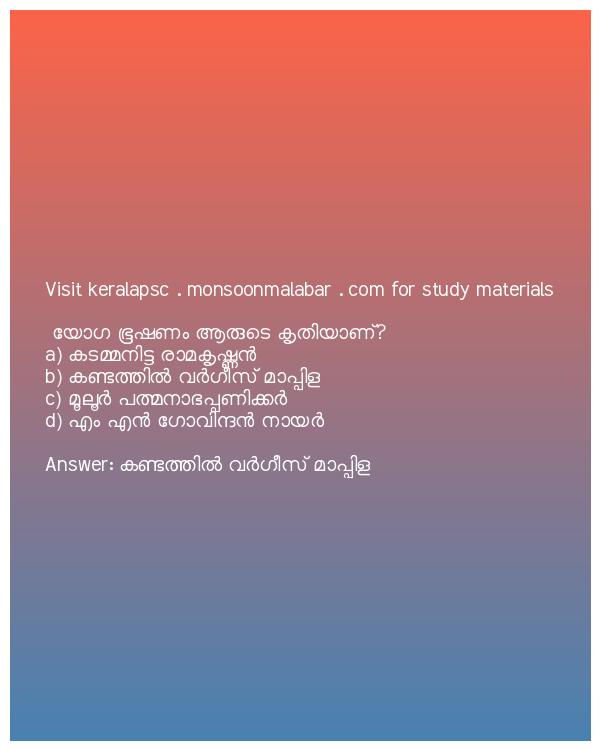 Visit keralapsc . monsoonmalabar . com for study materials
യോഗ ഭൂഷണം ആരുടെ കൃതിയാണ്?
a) കടമ്മനിട്ട രാമകൃഷ്ണൻ
b) കണ്ടത്തിൽ വർഗീസ് മാപ്പിള
c) മൂലൂർ പത്മനാഭപ്പണിക്കർ
d) എം എൻ ഗോവിന്ദൻ നായർ
Answer: കണ്ടത്തിൽ വർഗീസ് മാപ്പിള